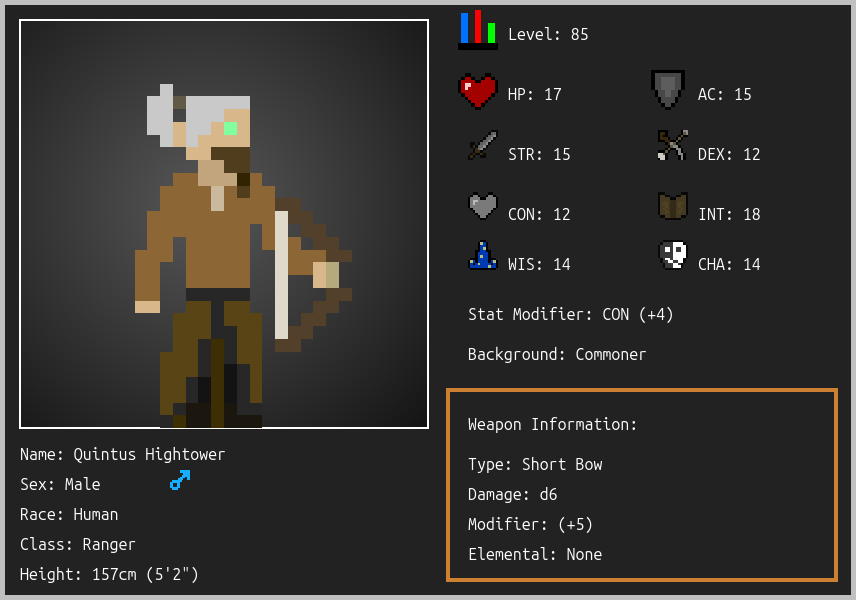 Level: 85
HP: 17
AC: 15
STR: 15
DEX: 12
CON: 12
INT: 18
WIS: 14
CHA: 14
Stat Modifier: CON (+4)
Background: Commoner
Weapon Information:
Type: Short Bow
Damage: d6
Modifier: (+5)
Elemental: None
Name: Quintus Hightower
Sex: Male
Race: Human
Class: Ranger
Height: 157cm (5'2")